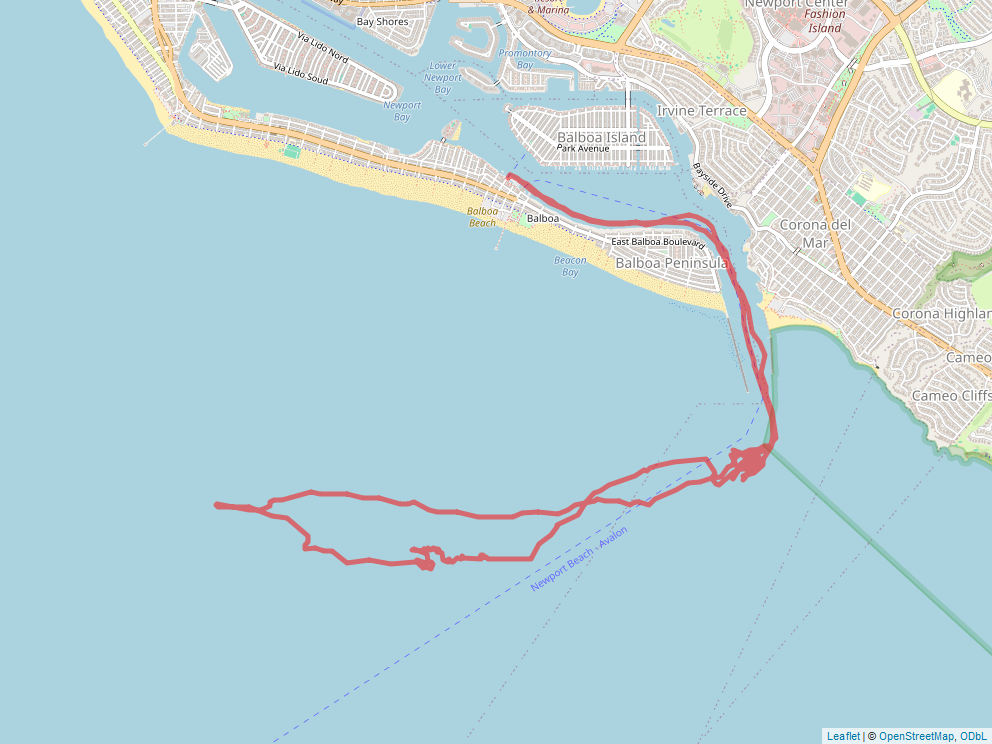 & Marina
Bay Shores
Newport Center
Fashion
Island
Via Lido Nord
Via Lido Soud
Promontory
Bay
Lower
Newport
Bay
Newport
Bay
Irvine Terrace
Balboa Island
Park Avenue
Bayside Drive
Balboa
Beach
Balboa
East Balboa Boulevard
Balboa Peninsula
Beacon
Bay
Corona del
Mar
Corona Highlan
Cameo
Cameo Cliffs
Newport Beach - Avalon
Leaflet | © OpenStreetMap, ODbL